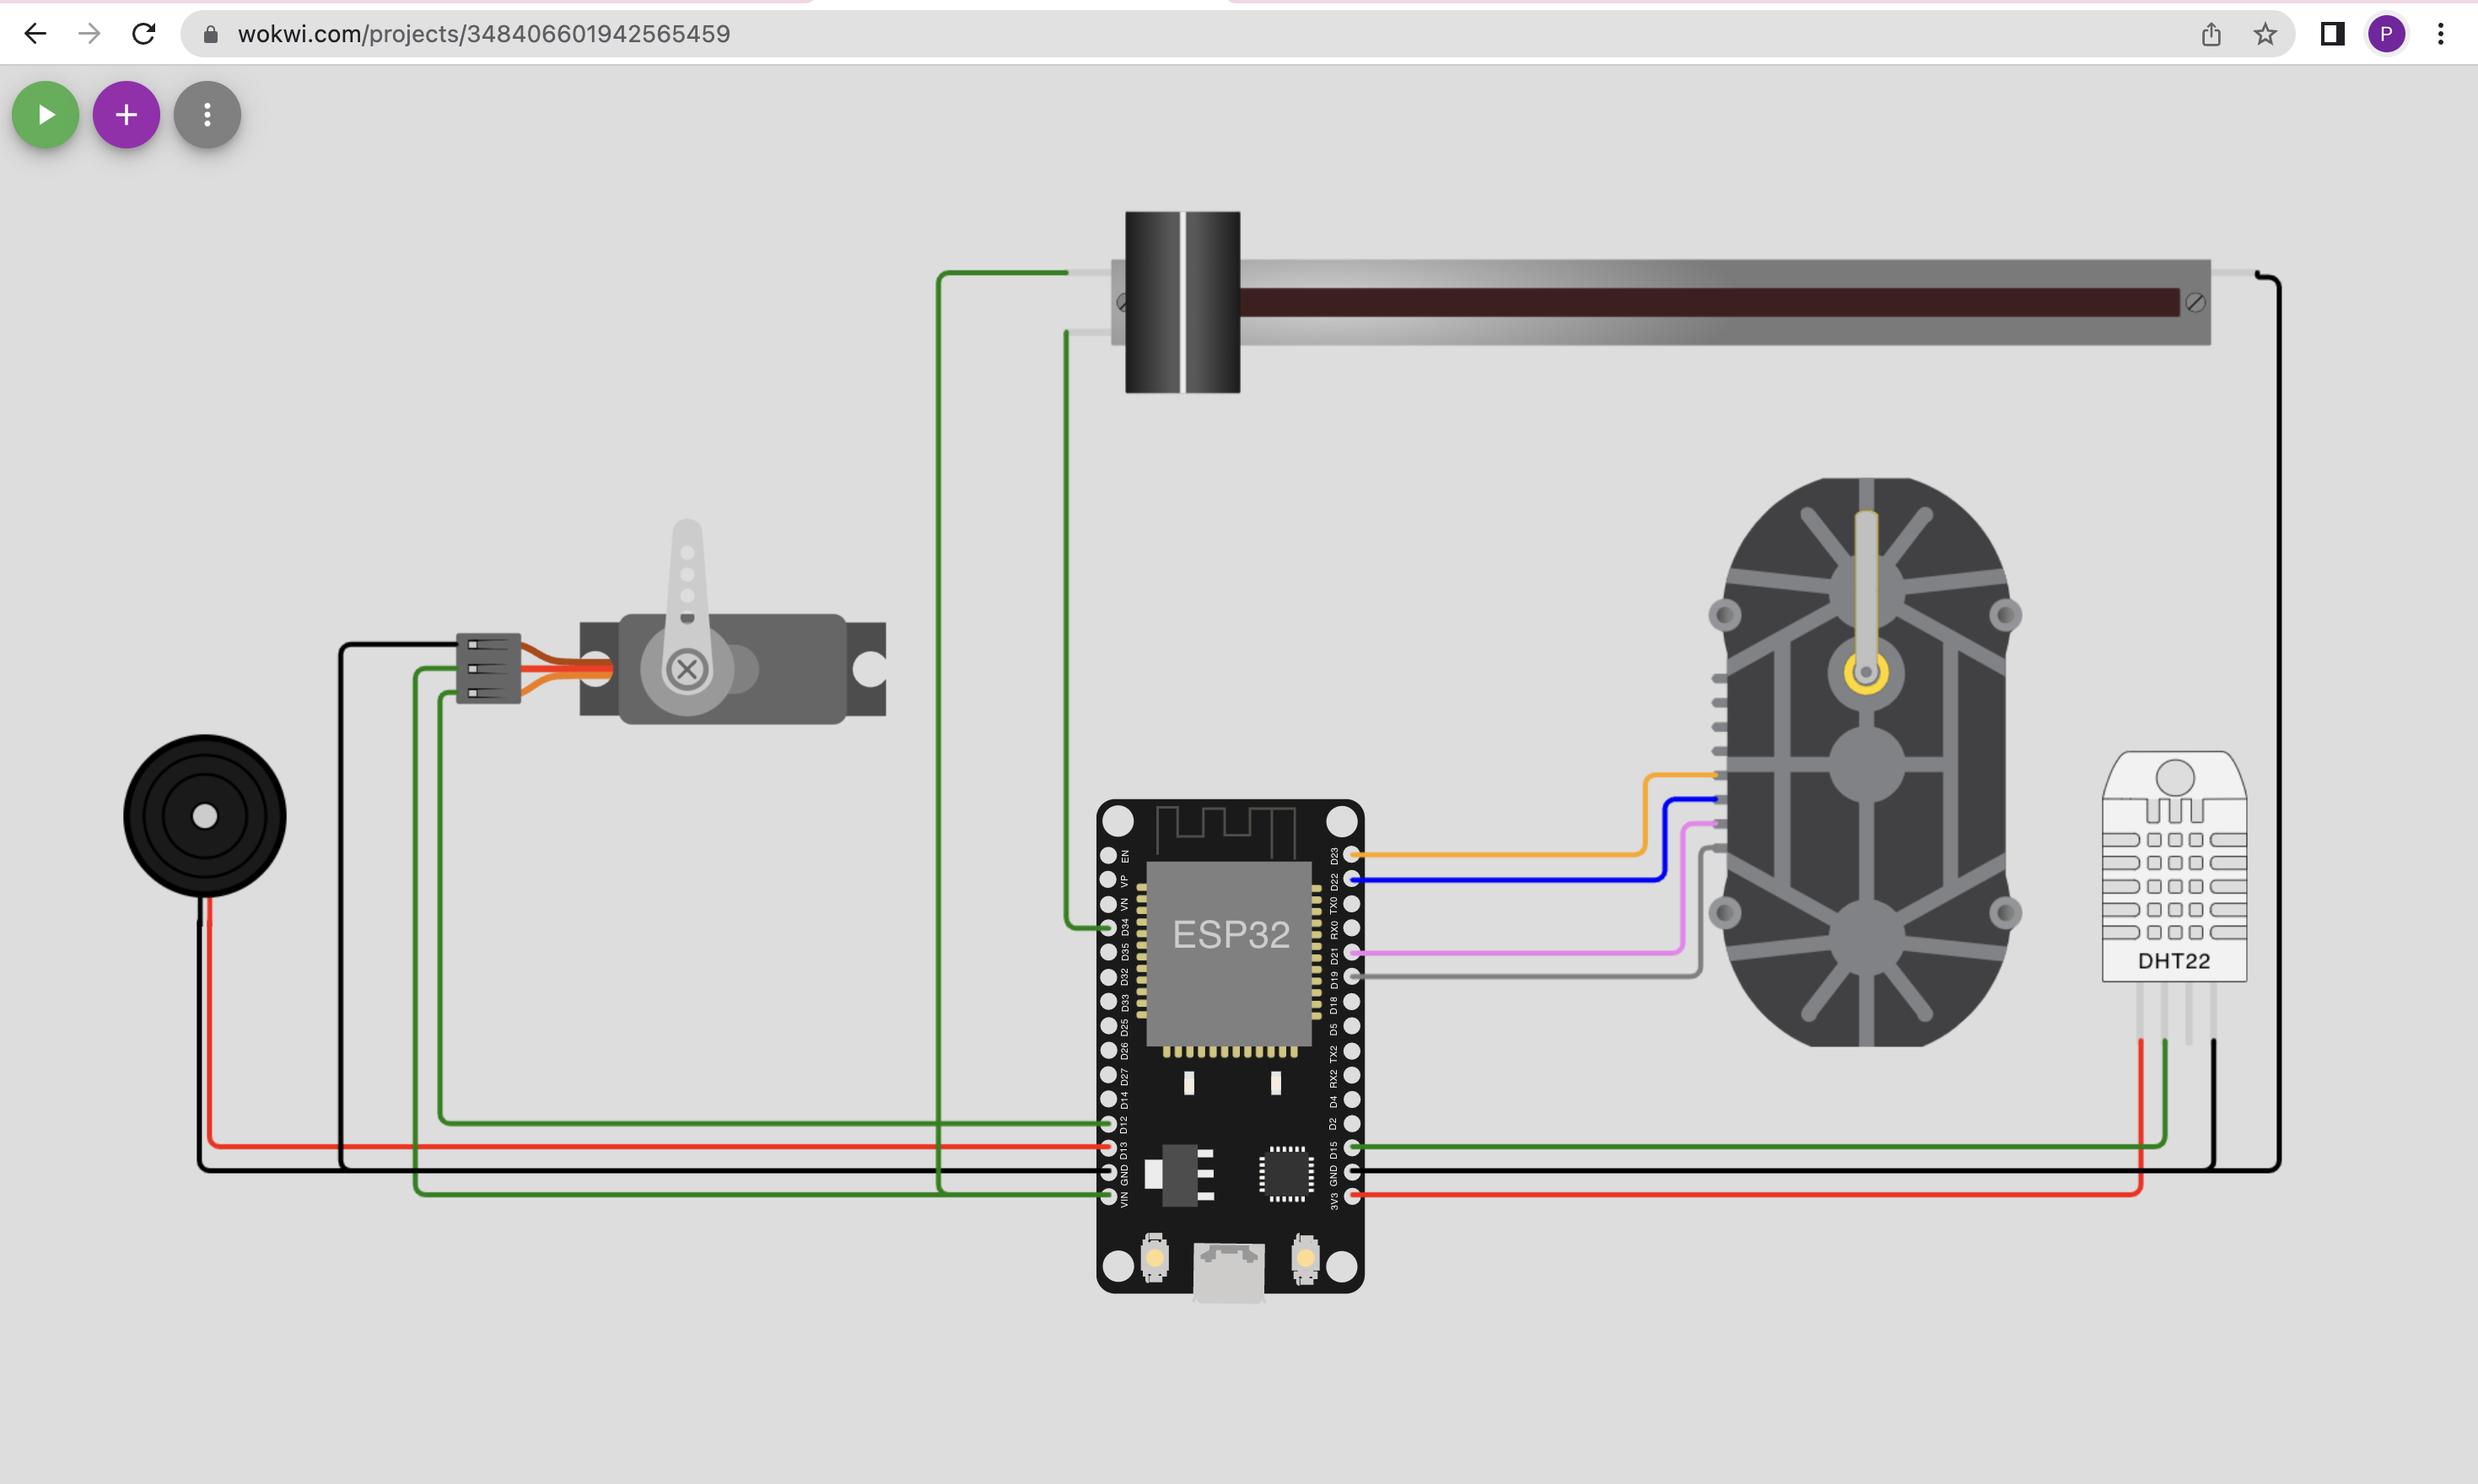 wokwi.com/projects/348406601942565459
P
EN
VP
VN
D34
D35
D32
D33
D25
D26
D27
D14
D12
D13
GND
VIN
ESP32
D23
D22
TX0
RX0
D21
D19
D18
D5
TX2
RX2
D4
D2
D15
GND
3V3
DHT22